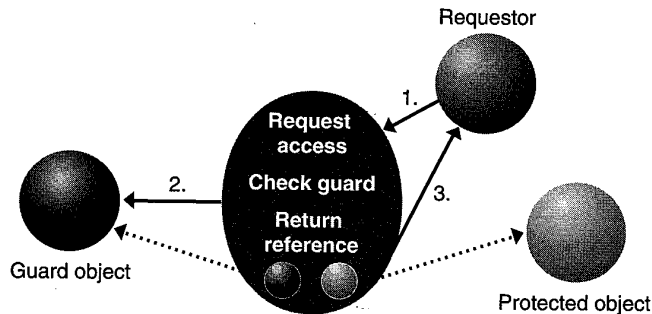 Requestor
1.
Request
access
Check guard
2.
3.
Return
reference
Guard object
Protected object